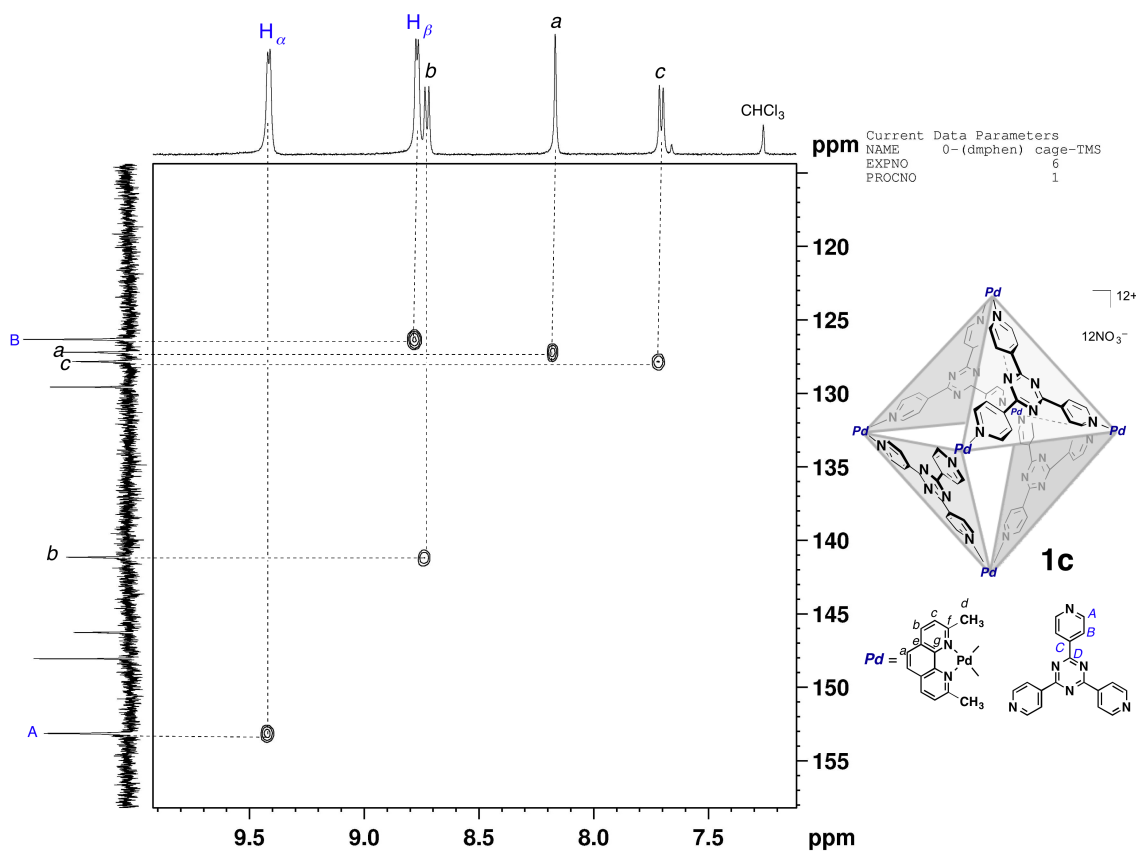 Hα
Hβ
b
a
c
CHCl3
ppm
Current Data Parameters
NAME 0-(dmphen) cage-TMS
EXPNO 6
PROCNO 1
120
125
130
135
140
145
150
155
B
a
c
b
A
9.5
9.0
8.5
8.0
7.5
ppm
Pd
12+
12NO3−
N
N
N
N
N
N
N
N
N
N
N
N
Pd
Pd
Pd
Pd
N
N
N
N
N
N
N
N
N
N
N
N
Pd
1c
Pd =
a
b
c
d
e
f
g
CH3
N
Pd
N
CH3
N
A
B
C
D
N
N
N
N
N